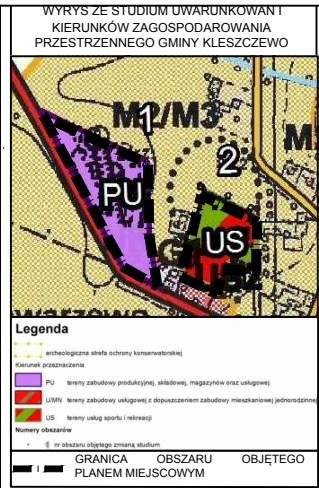 WYRYS ZE STUDIUM UWARUNKOWAŃ I
KIERUNKÓW ZAGOSPODAROWANIA
PRZESTRZENNEGO GMINY KLESZCZEWO
M2/M3
1
M
2
PU
US
Legenda
archeologiczna strefa ochrony konserwatorskiej
Kierunek przeznaczenia
PU tereny zabudowy produkcyjnej, składowej, magazynów oraz usługowej
U/MN tereny zabudowy usługowej z dopuszczeniem zabudowy mieszkaniowej jednorodzinnej
US tereny usług sportu i rekreacji
Numery obszarów
nr obszaru objętego zmianą studium
GRANICA OBSZARU OBJĘTEGO
PLANEM MIEJSCOWYM